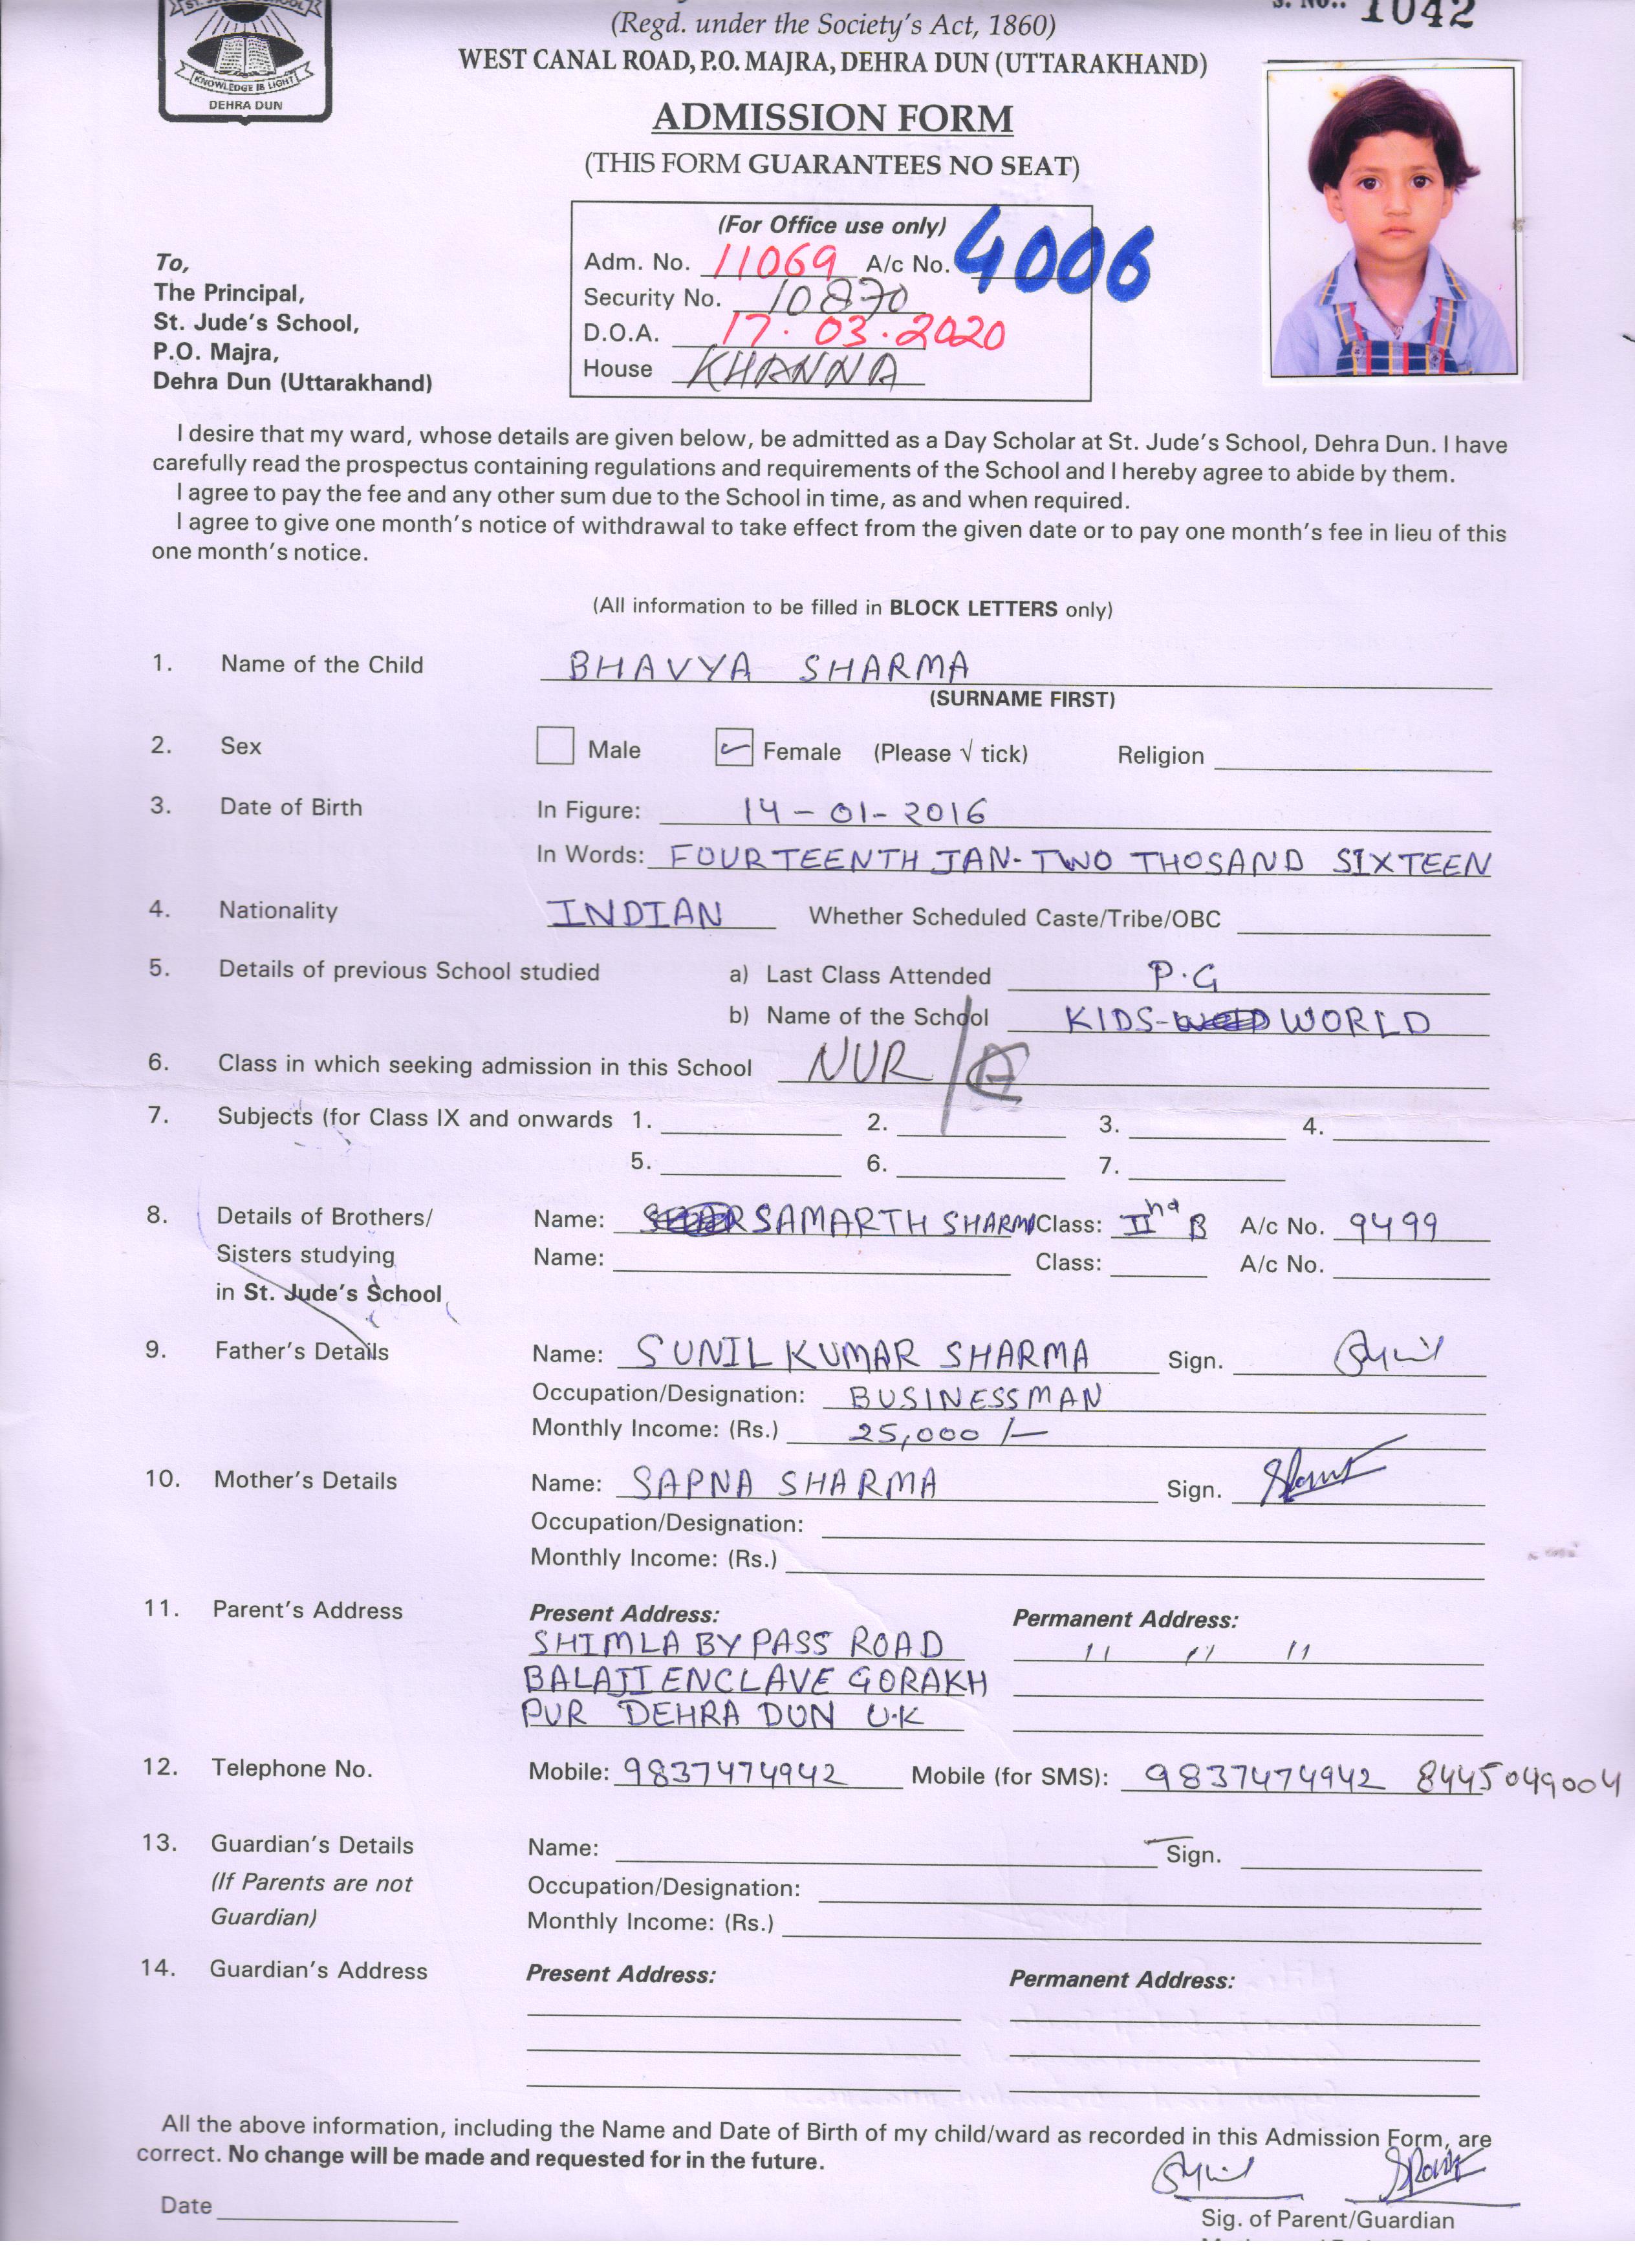 ST. JUDE'S SCHOOL
KNOWLEDGE IS LIGHT
DEHRA DUN
(Regd. under the Society's Act, 1860)
S. No.: 1042
WEST CANAL ROAD, P.O. MAJRA, DEHRA DUN (UTTARAKHAND)
ADMISSION FORM
(THIS FORM GUARANTEES NO SEAT)
(For Office use only)
Adm. No. 11069 A/c No. 4006
Security No. 10870
D.O.A. 17.03.2020
House KHANNA
To,
The Principal,
St. Jude's School,
P.O. Majra,
Dehra Dun (Uttarakhand)
I desire that my ward, whose details are given below, be admitted as a Day Scholar at St. Jude's School, Dehra Dun. I have
carefully read the prospectus containing regulations and requirements of the School and I hereby agree to abide by them.
I agree to pay the fee and any other sum due to the School in time, as and when required.
I agree to give one month's notice of withdrawal to take effect from the given date or to pay one month's fee in lieu of this
one month's notice.
(All information to be filled in BLOCK LETTERS only)
1. Name of the Child BHAVYA SHARMA
(SURNAME FIRST)
2. Sex Male Female (Please √ tick) Religion
3. Date of Birth In Figure: 14-01-2016
In Words: FOURTEENTH JAN-TWO THOSAND SIXTEEN
4. Nationality INDIAN Whether Scheduled Caste/Tribe/OBC
5. Details of previous School studied a) Last Class Attended P.G
b) Name of the School KIDS- WORLD
6. Class in which seeking admission in this School NUR/A
7. Subjects (for Class IX and onwards 1. 2. 3. 4.
5. 6. 7.
8. Details of Brothers/ Name: SAMARTH SHARMA Class: IInd B A/c No. 9499
Sisters studying Name: Class: A/c No.
in St. Jude's School
9. Father's Details Name: SUNIL KUMAR SHARMA Sign.
Occupation/Designation: BUSINESSMAN
Monthly Income: (Rs.) 25,000/-
10. Mother's Details Name: SAPNA SHARMA Sign.
Occupation/Designation:
Monthly Income: (Rs.)
11. Parent's Address Present Address: Permanent Address:
SHIMLA BY PASS ROAD 11 11 11
BALAJI ENCLAVE GORAKH
PUR DEHRA DUN U.K
12. Telephone No. Mobile: 9837474942 Mobile (for SMS): 9837474942 8445049004
13. Guardian's Details Name: Sign.
(If Parents are not Occupation/Designation:
Guardian) Monthly Income: (Rs.)
14. Guardian's Address Present Address: Permanent Address:
All the above information, including the Name and Date of Birth of my child/ward as recorded in this Admission Form, are
correct. No change will be made and requested for in the future.
Date
Sig. of Parent/Guardian